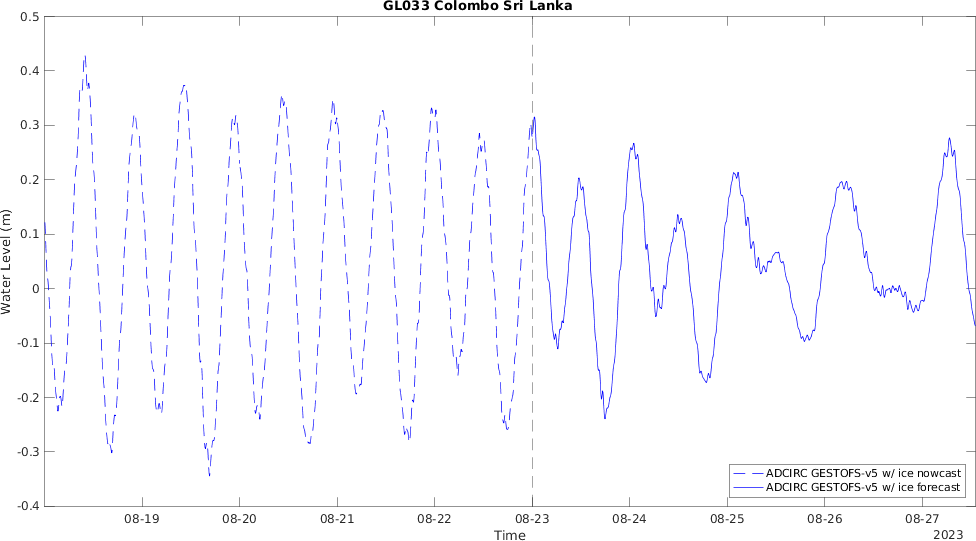 GL033 Colombo Sri Lanka
0.5
0.4
0.3
0.2
0.1
0
-0.1
-0.2
-0.3
-0.4
Water Level (m)
ADCIRC GESTOFS-v5 w/ ice nowcast
ADCIRC GESTOFS-v5 w/ ice forecast
08-19 08-20 08-21 08-22 08-23 08-24 08-25 08-26 08-27
Time
2023